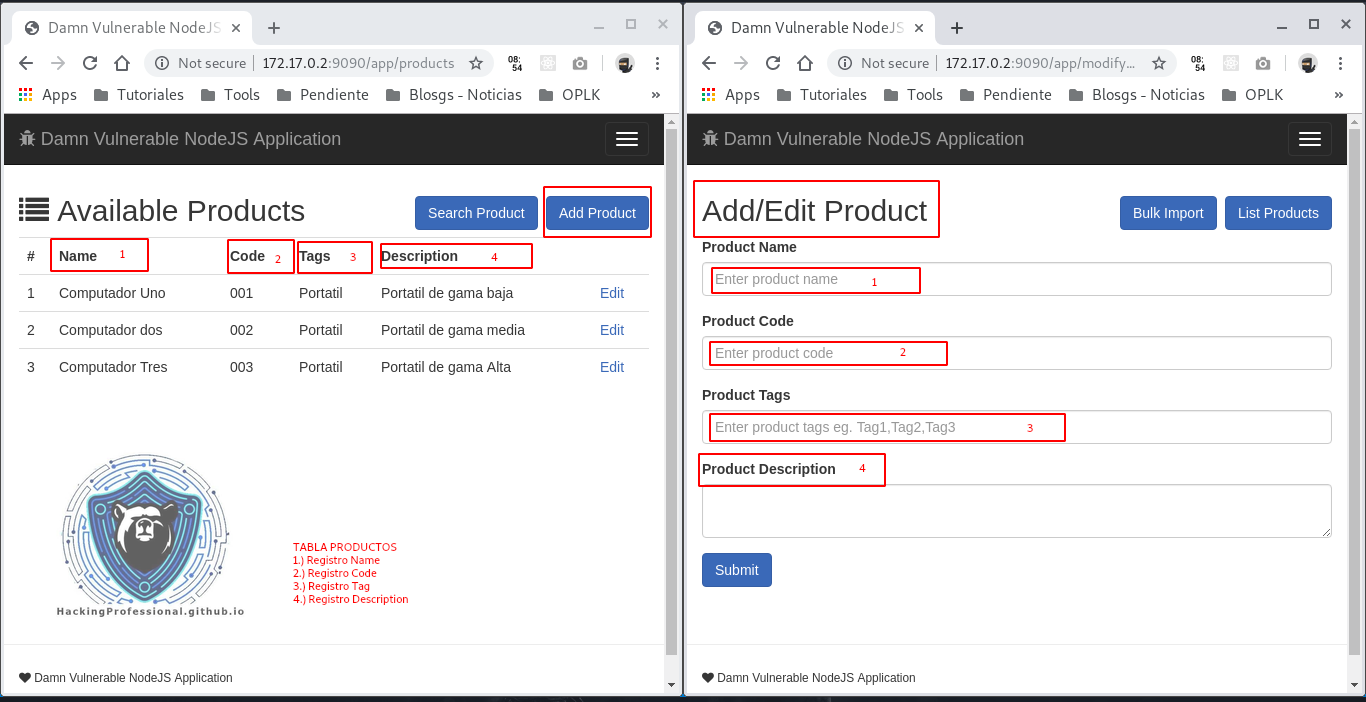 Damn Vulnerable NodeJS
Not secure | 172.17.0.2:9090/app/products
08:
54
Apps Tutoriales Tools Pendiente Blosgs - Noticias OPLK »
Damn Vulnerable NodeJS Application
Available Products
Search Product
Add Product
# Name 1 Code 2 Tags 3 Description 4
1 Computador Uno 001 Portatil Portatil de gama baja Edit
2 Computador dos 002 Portatil Portatil de gama media Edit
3 Computador Tres 003 Portatil Portatil de gama Alta Edit
HackingProfessional.github.io
TABLA PRODUCTOS
1.) Registro Name
2.) Registro Code
3.) Registro Tag
4.) Registro Description
Damn Vulnerable NodeJS Application
Damn Vulnerable NodeJS
Not secure | 172.17.0.2:9090/app/modify...
08:
54
Apps Tutoriales Tools Pendiente Blosgs - Noticias OPLK »
Damn Vulnerable NodeJS Application
Add/Edit Product
Bulk Import
List Products
Product Name
Enter product name 1
Product Code
Enter product code 2
Product Tags
Enter product tags eg. Tag1,Tag2,Tag3 3
Product Description 4
Submit
Damn Vulnerable NodeJS Application